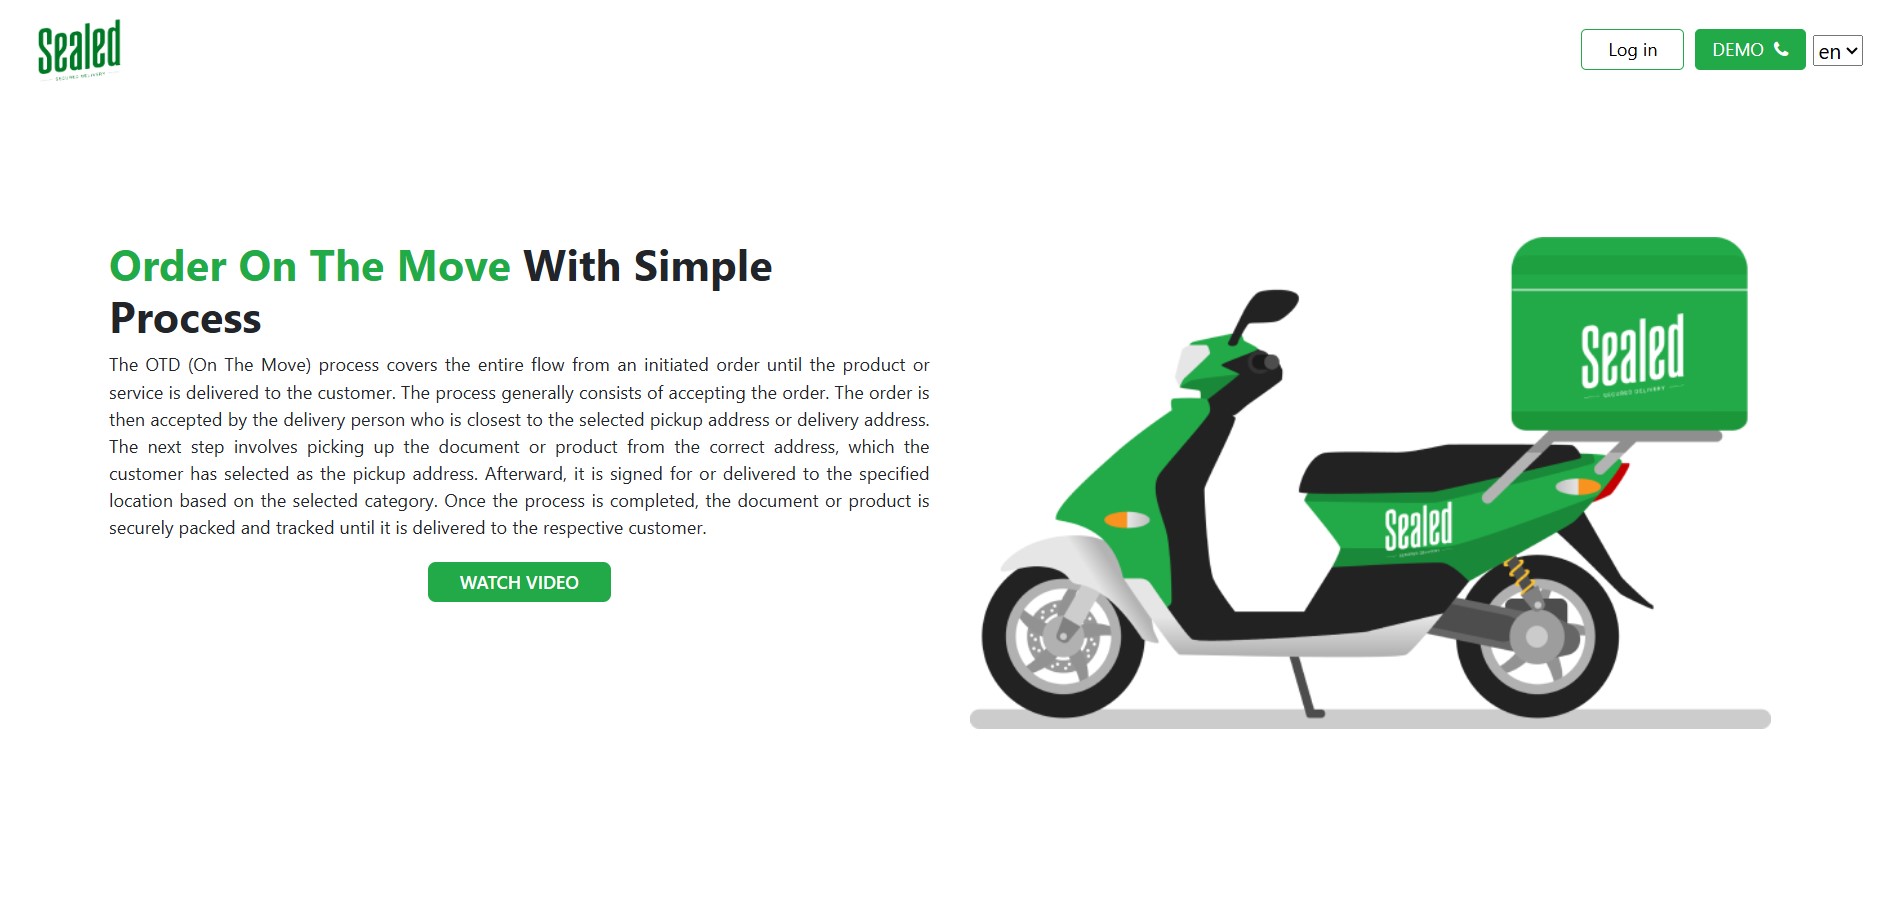 Sealed
SECURED DELIVERY
Log in
DEMO
en
Order On The Move With Simple
Process
The OTD (On The Move) process covers the entire flow from an initiated order until the product or
service is delivered to the customer. The process generally consists of accepting the order. The order is
then accepted by the delivery person who is closest to the selected pickup address or delivery address.
The next step involves picking up the document or product from the correct address, which the
customer has selected as the pickup address. Afterward, it is signed for or delivered to the specified
location based on the selected category. Once the process is completed, the document or product is
securely packed and tracked until it is delivered to the respective customer.
WATCH VIDEO
Sealed
SECURED DELIVERY
Sealed
SECURED DELIVERY